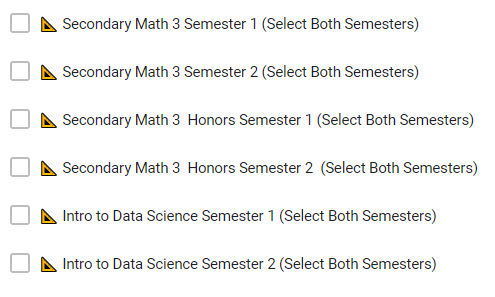 Secondary Math 3 Semester 1 (Select Both Semesters)
Secondary Math 3 Semester 2 (Select Both Semesters)
Secondary Math 3  Honors Semester 1 (Select Both Semesters)
Secondary Math 3  Honors Semester 2  (Select Both Semesters)
Intro to Data Science Semester 1 (Select Both Semesters)
Intro to Data Science Semester 2 (Select Both Semesters)